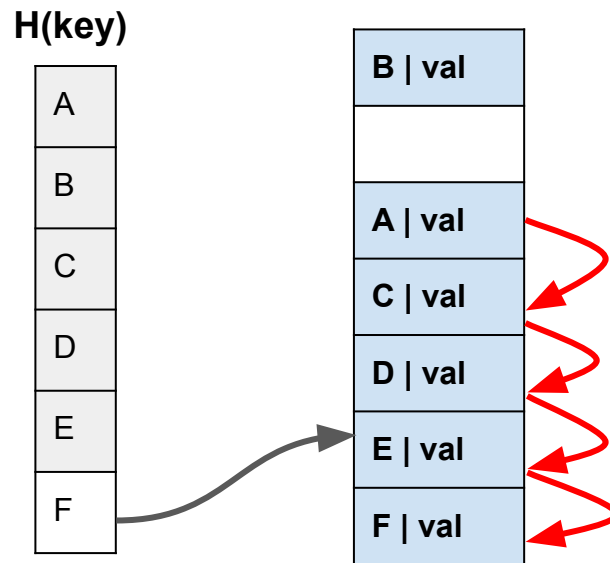 H(key)
A
B
C
D
E
F
B | val
A | val
C | val
D | val
E | val
F | val